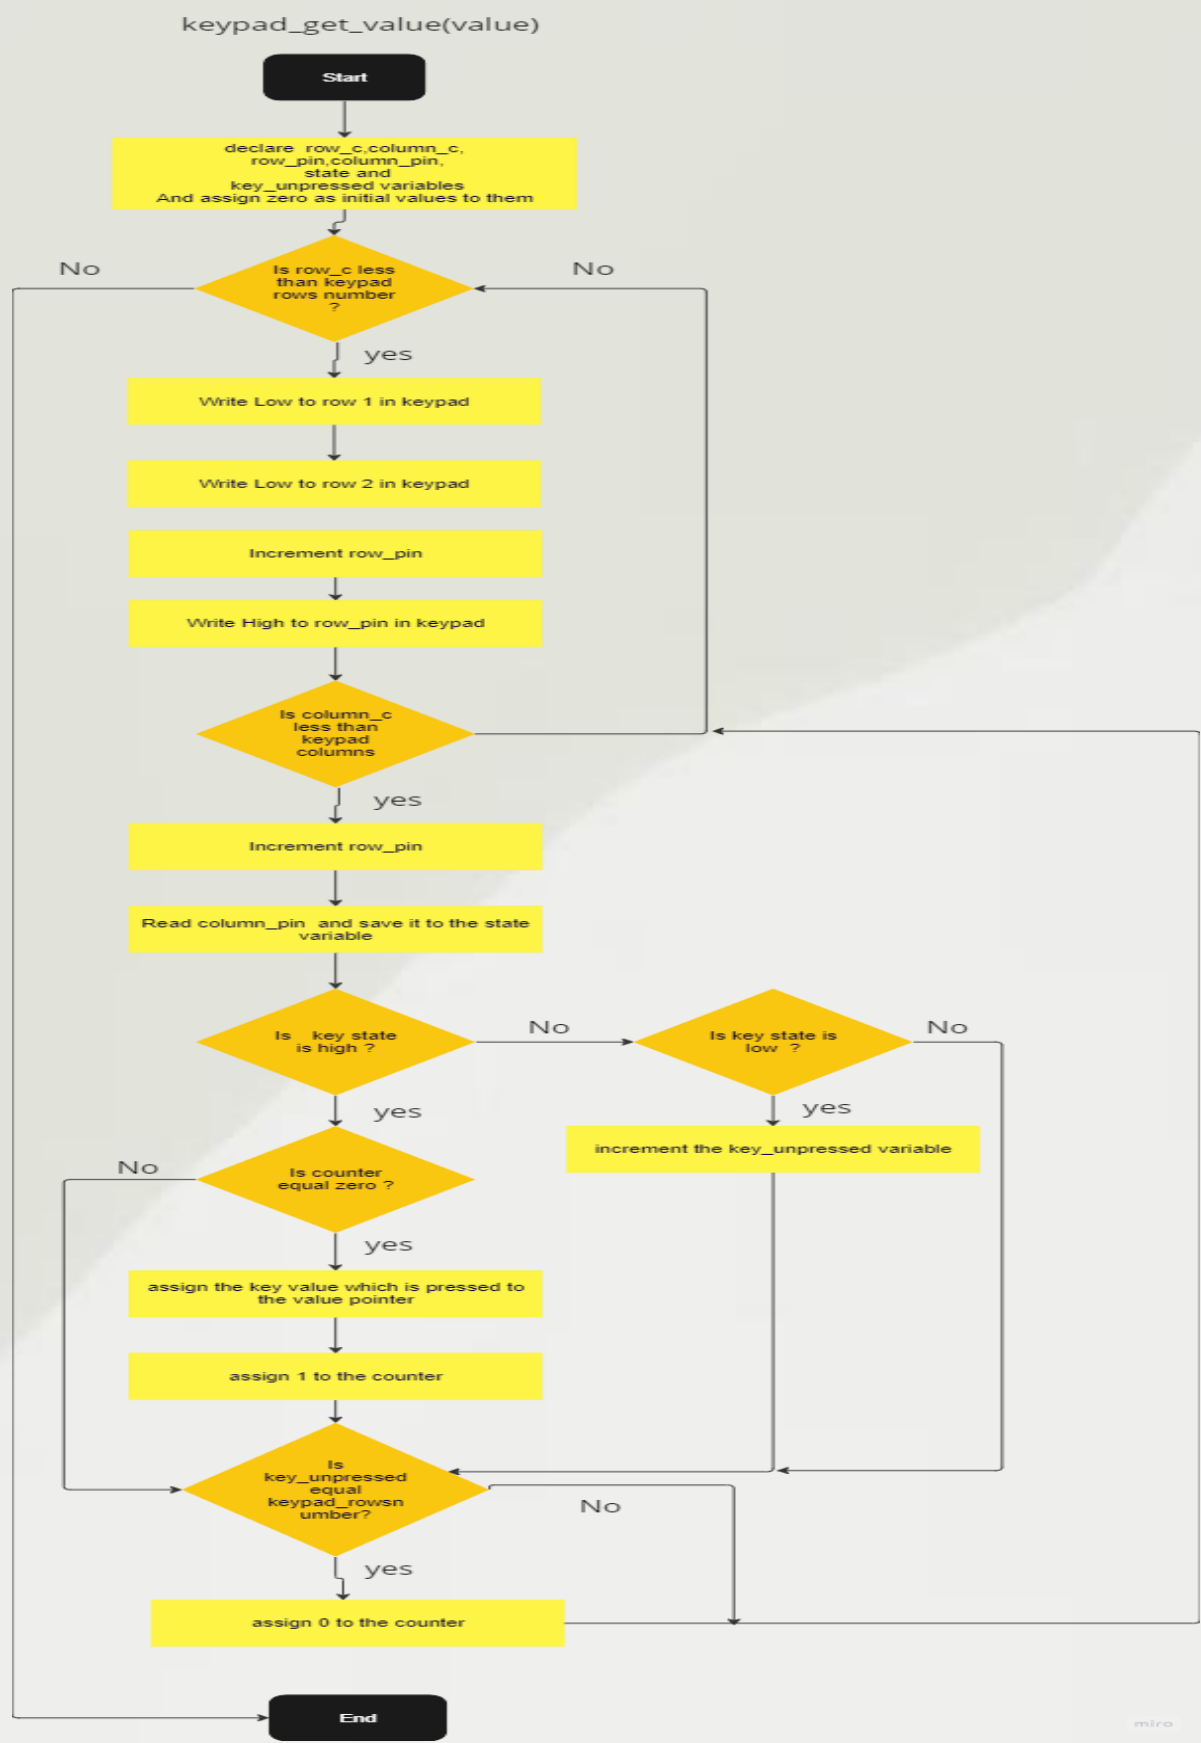 keypad_get_value(value)
Start
declare row_c,column_c,
row_pin,column_pin,
state and
key_unpressed variables
And assign zero as initial values to them
No
Is row_c less
than keypad
rows number
?
No
yes
Write Low to row 1 in keypad
Write Low to row 2 in keypad
Increment row_pin
Write High to row_pin in keypad
Is column_c
less than
keypad
columns
yes
Increment row_pin
Read column_pin and save it to the state
variable
Is key state
is high ?
No
Is key state is
low ?
No
yes
yes
increment the key_unpressed variable
No
Is counter
equal zero ?
yes
assign the key value which is pressed to
the value pointer
assign 1 to the counter
Is
key_unpressed
equal
keypad_rowsn
umber?
No
yes
assign 0 to the counter
End
miro